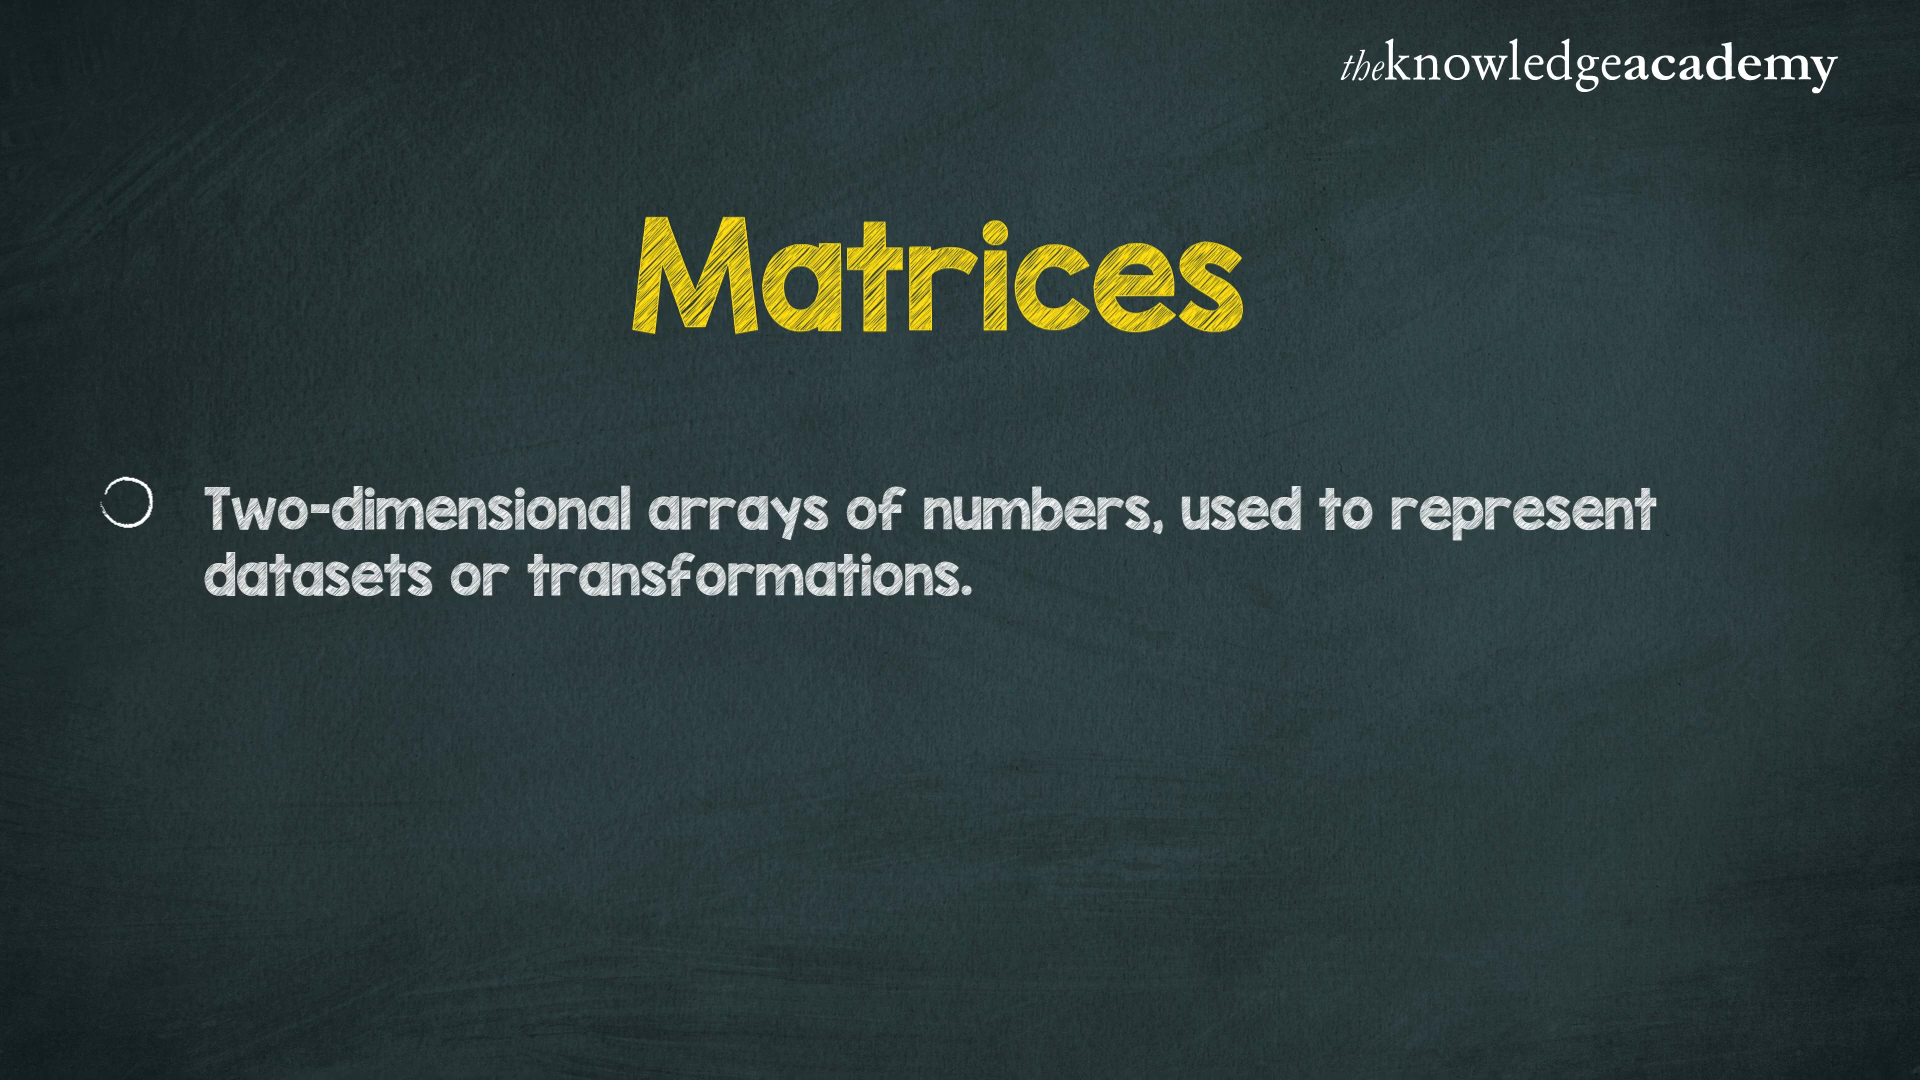 theknowledgeacademy
Matrices
Two-dimensional arrays of numbers, used to represent
datasets or transformations.